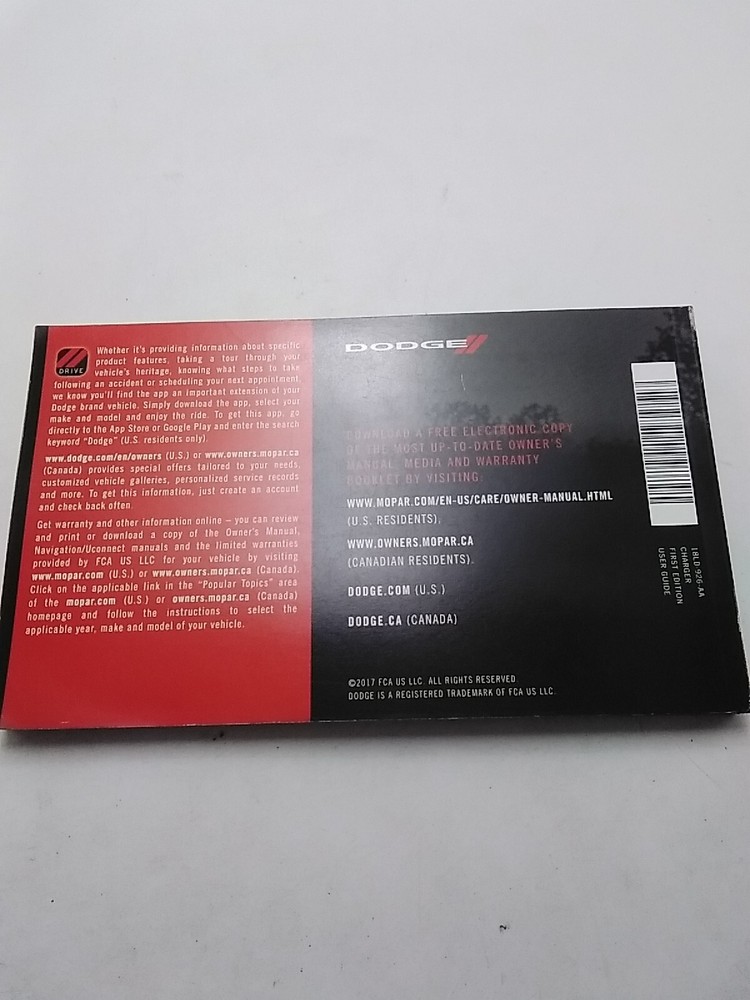 DRIVE
Whether it's providing information about specific
product features, taking a tour through your
vehicle's heritage, knowing what steps to take
following an accident or scheduling your next appointment,
we know you'll find the app an important extension of your
Dodge brand vehicle. Simply download the app, select your
make and model and enjoy the ride. To get this app, go
directly to the App Store or Google Play and enter the search
keyword "Dodge" (U.S. residents only).
www.dodge.com/en/owners (U.S.) or www.owners.mopar.ca
(Canada) provides special offers tailored to your needs,
customized vehicle galleries, personalized service records
and more. To get this information, just create an account
and check back often.
Get warranty and other information online – you can review
and print or download a copy of the Owner's Manual,
Navigation/Uconnect manuals and the limited warranties
provided by FCA US LLC for your vehicle by visiting
www.mopar.com (U.S.) or www.owners.mopar.ca (Canada).
Click on the applicable link in the "Popular Topics" area
of the www.mopar.com (U.S.) or owners.mopar.ca (Canada)
homepage and follow the instructions to select the
applicable year, make and model of your vehicle.
DODGE
DOWNLOAD A FREE ELECTRONIC COPY
OF THE MOST UP-TO-DATE OWNER'S
MANUAL, MEDIA AND WARRANTY
BOOKLET BY VISITING:
WWW.MOPAR.COM/EN-US/CARE/OWNER-MANUAL.HTML
(U.S. RESIDENTS).
WWW.OWNERS.MOPAR.CA
(CANADIAN RESIDENTS).
DODGE.COM (U.S.)
DODGE.CA (CANADA)
©2017 FCA US LLC. ALL RIGHTS RESERVED.
DODGE IS A REGISTERED TRADEMARK OF FCA US LLC.
18LD-926-AA
CHARGER
FIRST EDITION
USER GUIDE